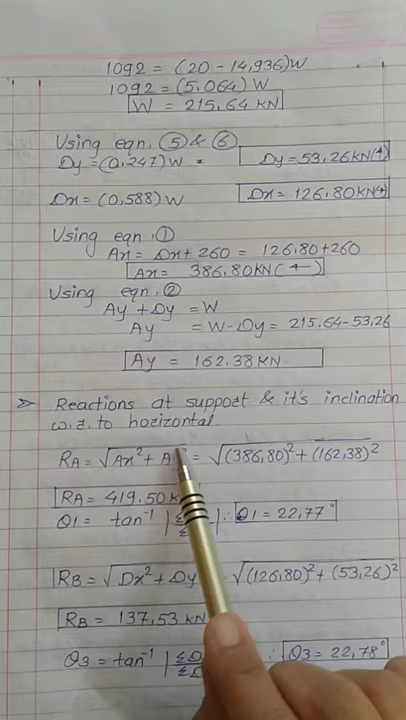 1092 = (20 - 14,936)W
1092 = (5.064) W
W = 215.64 KN
Using eqn. ⑤ & ⑥
Dy = (0.247)W = Dy = 53.26 KN(↑)
Dx = (0.588) W Dx = 126.80 KN(→)
Using eqn. ①
Ax = Dx + 260 = 126.80 + 260
Ax = 386.80 KN (←)
Using eqn. ②
Ay + Dy = W
Ay = W - Dy = 215.64 - 53.26
Ay = 162.38 KN
➢ Reactions at support & it's inclination
w.r. to horizontal.
RA = √Ax² + A ² = √(386.80)² + (162.38)²
RA = 419.50 K
θ1 = tan⁻¹ |Σ ∴ θ1 = 22.77°
RB = √Dx² + Dy √(126.80)² + (53.26)²
RB = 137.53 KN
θ3 = tan⁻¹ |ΣD ∴ θ3 = 22.78°